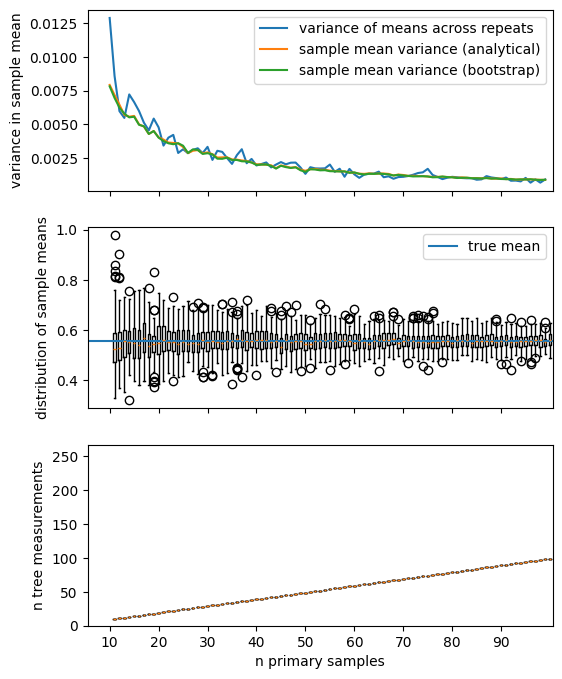 variance in sample mean
0.0125
0.0100
0.0075
0.0050
0.0025
variance of means across repeats
sample mean variance (analytical)
sample mean variance (bootstrap)
distribution of sample means
1.0
0.8
0.6
0.4
true mean
n tree measurements
250
200
150
100
50
0
10 20 30 40 50 60 70 80 90
n primary samples